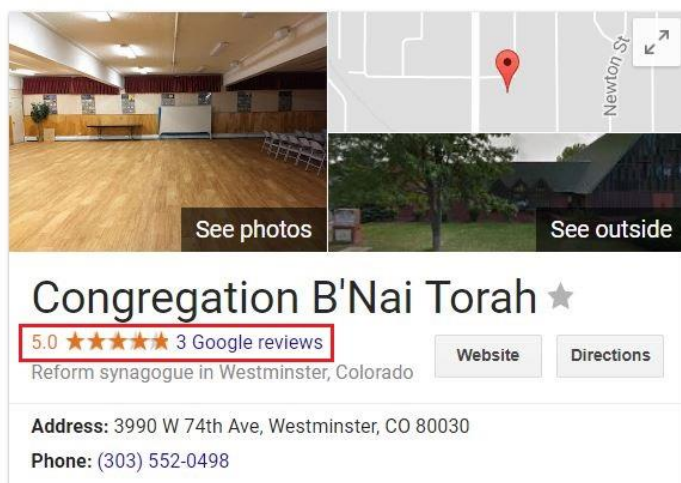 Newton St
See photos
See outside
Congregation B'Nai Torah
5.0 3 Google reviews
Reform synagogue in Westminster, Colorado
Website
Directions
Address: 3990 W 74th Ave, Westminster, CO 80030
Phone: (303) 552-0498